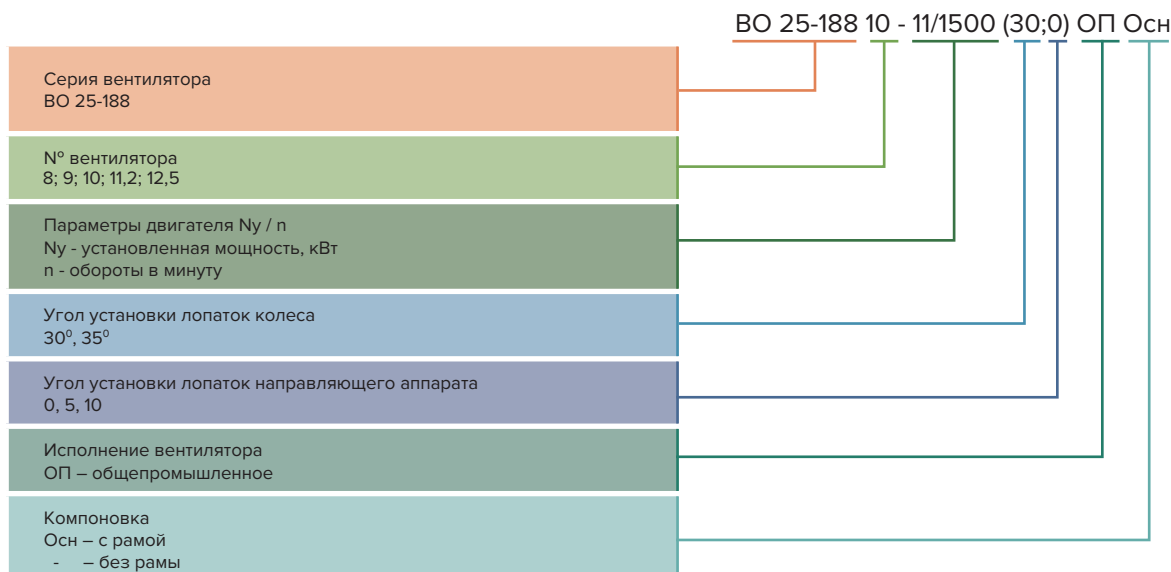 ВО 25-188 10 - 11/1500 (30;0) ОП Осн
Серия вентилятора
ВО 25-188
№ вентилятора
8; 9; 10; 11,2; 12,5
Параметры двигателя Ny / n
Ny - установленная мощность, кВт
n - обороты в минуту
Угол установки лопаток колеса
30⁰, 35⁰
Угол установки лопаток направляющего аппарата
0, 5, 10
Исполнение вентилятора
ОП – общепромышленное
Компоновка
Осн – с рамой
- – без рамы